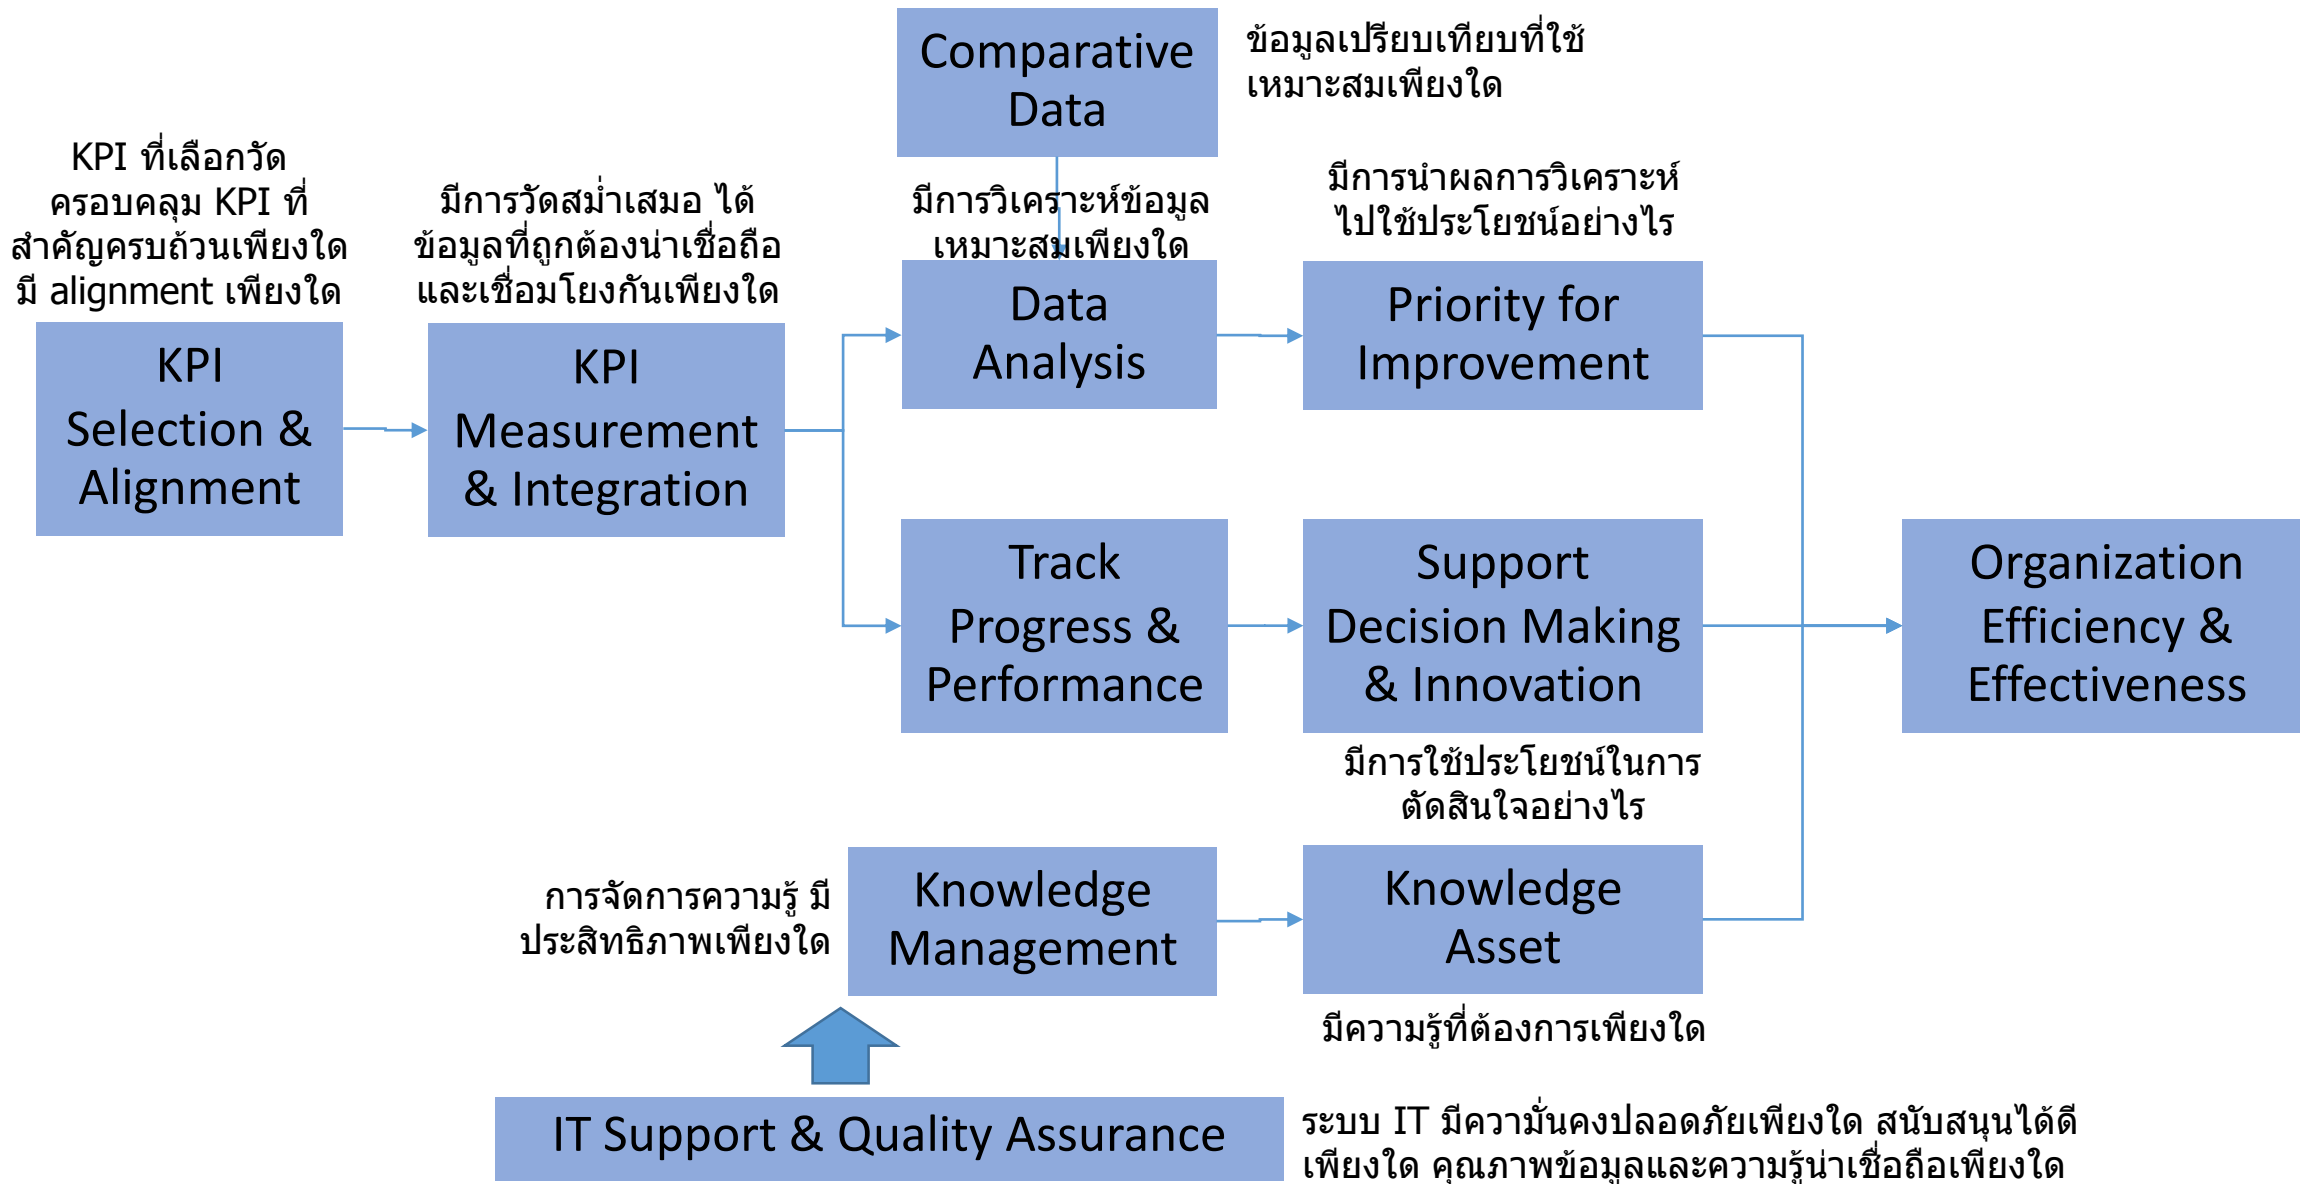 Comparative
Data
ข้อมูลเปรียบเทียบที่ใช้
เหมาะสมเพียงใด
KPI ที่เลือกวัด
ครอบคลุม KPI ที่
สำคัญครบถ้วนเพียงใด
มี alignment เพียงใด
มีการวัดสม่ำเสมอ ได้
ข้อมูลที่ถูกต้องน่าเชื่อถือ
และเชื่อมโยงกันเพียงใด
มีการวิเคราะห์ข้อมูล
เหมาะสมเพียงใด
มีการนำผลการวิเคราะห์
ไปใช้ประโยชน์อย่างไร
KPI
Selection &
Alignment
KPI
Measurement
& Integration
Data
Analysis
Priority for
Improvement
Track
Progress &
Performance
Support
Decision Making
& Innovation
Organization
Efficiency &
Effectiveness
มีการใช้ประโยชน์ในการ
ตัดสินใจอย่างไร
การจัดการความรู้ มี
ประสิทธิภาพเพียงใด
Knowledge
Management
Knowledge
Asset
มีความรู้ที่ต้องการเพียงใด
IT Support & Quality Assurance
ระบบ IT มีความั่นคงปลอดภัยเพียงใด สนับสนุนได้ดี
เพียงใด คุณภาพข้อมูลและความรู้น่าเชื่อถือเพียงใด